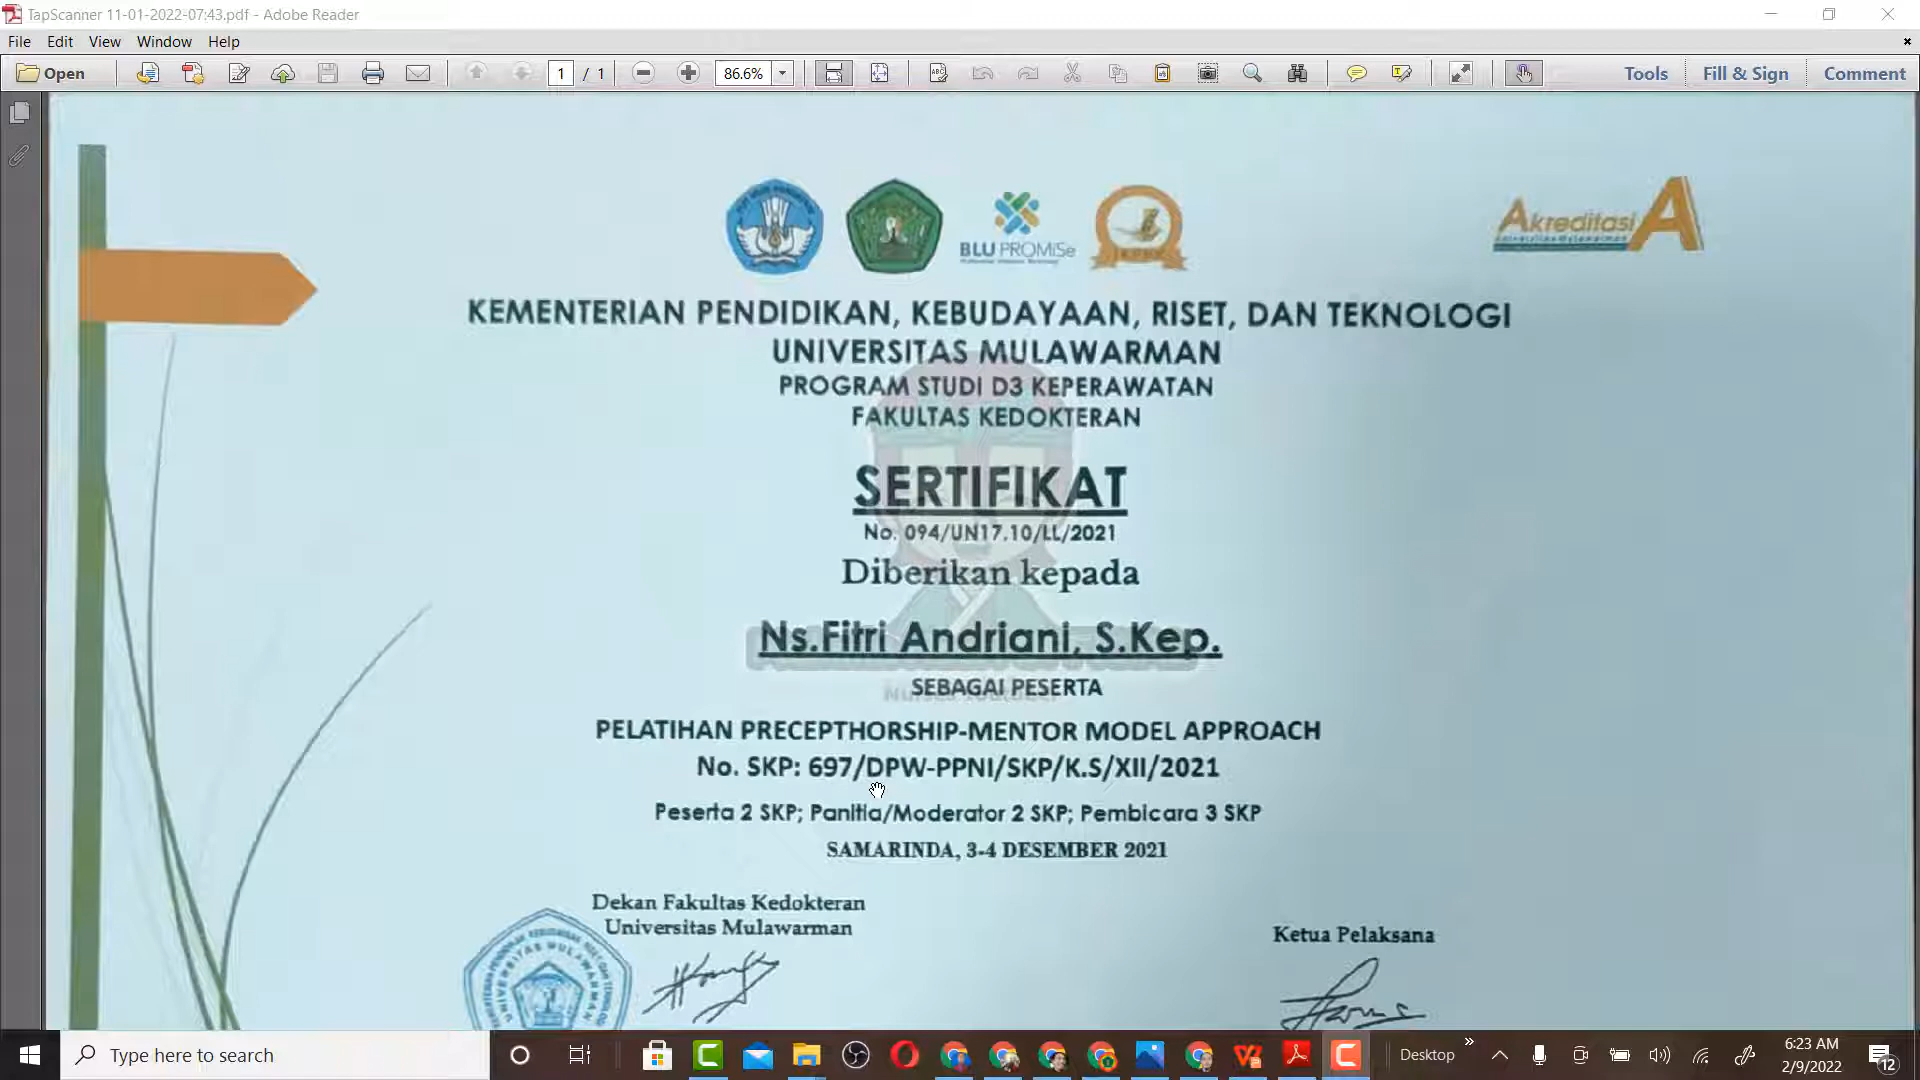 TapScanner 11-01-2022-07:43.pdf - Adobe Reader
File Edit View Window Help
Open 1 / 1 86.6% Tools Fill & Sign Comment
BLU PROMISe
Akreditasi A
KEMENTERIAN PENDIDIKAN, KEBUDAYAAN, RISET, DAN TEKNOLOGI
UNIVERSITAS MULAWARMAN
PROGRAM STUDI D3 KEPERAWATAN
FAKULTAS KEDOKTERAN
SERTIFIKAT
No. 094/UN17.10/LL/2021
Diberikan kepada
Ns.Fitri Andriani, S.Kep.
SEBAGAI PESERTA
PELATIHAN PRECEPTHORSHIP-MENTOR MODEL APPROACH
No. SKP: 697/DPW-PPNI/SKP/K.S/XII/2021
Peserta 2 SKP; Panitia/Moderator 2 SKP; Pembicara 3 SKP
SAMARINDA, 3-4 DESEMBER 2021
Dekan Fakultas Kedokteran
Universitas Mulawarman
Ketua Pelaksana
UNIVERSITAS MULAWARMAN
Type here to search
Desktop
6:23 AM
2/9/2022
12